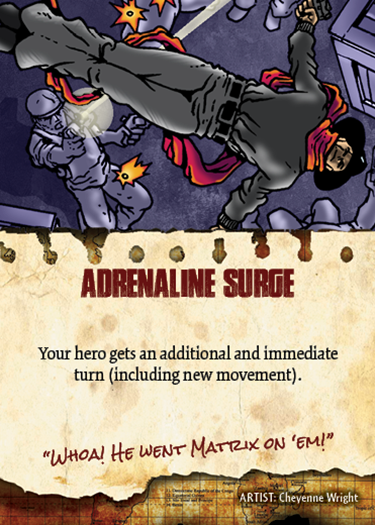 ADRENALINE SURGE
Your hero gets an additional and immediate
turn (including new movement).
“WHOA! HE WENT MATRIX ON ‘EM!”
ARTIST: Cheyenne Wright